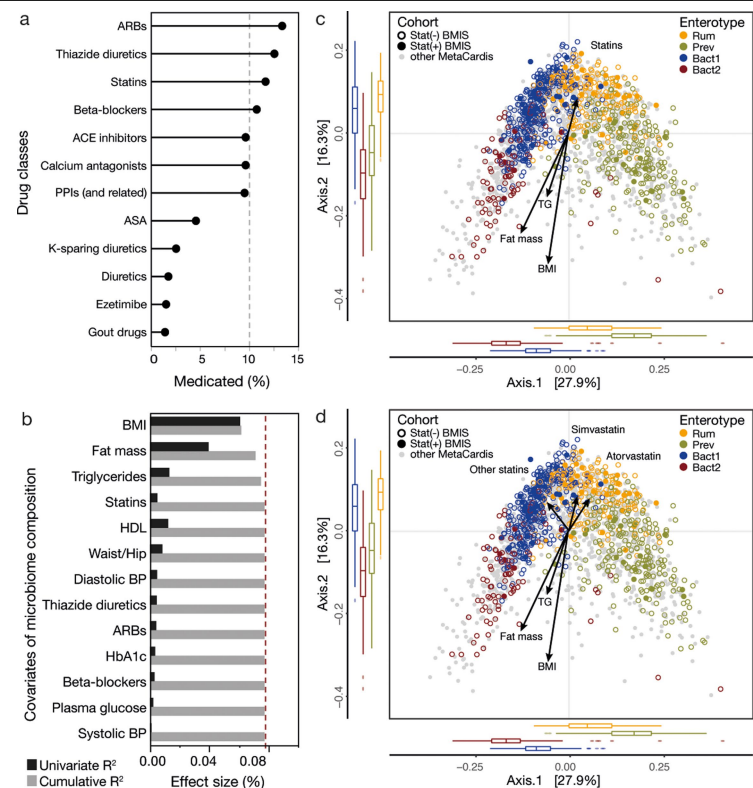 a
Drug classes
ARBs
Thiazide diuretics
Statins
Beta-blockers
ACE inhibitors
Calcium antagonists
PPIs (and related)
ASA
K-sparing diuretics
Diuretics
Ezetimibe
Gout drugs
0 5 10 15
Medicated (%)
b
Covariates of microbiome composition
BMI
Fat mass
Triglycerides
Statins
HDL
Waist/Hip
Diastolic BP
Thiazide diuretics
ARBs
HbA1c
Beta-blockers
Plasma glucose
Systolic BP
0.00 0.04 0.08
Effect size (%)
Univariate R²
Cumulative R²
c
Axis.2 [16.3%]
0.2
0.0
−0.2
−0.4
Cohort
Stat(-) BMIS
Stat(+) BMIS
other MetaCardis
Statins
Enterotype
Rum
Prev
Bact1
Bact2
TG
Fat mass
BMI
−0.25 0.00 0.25
Axis.1 [27.9%]
d
Axis.2 [16.3%]
0.2
0.0
−0.2
−0.4
Cohort
Stat(-) BMIS
Stat(+) BMIS
other MetaCardis
Simvastatin
Atorvastatin
Other statins
Enterotype
Rum
Prev
Bact1
Bact2
TG
Fat mass
BMI
−0.25 0.00 0.25
Axis.1 [27.9%]